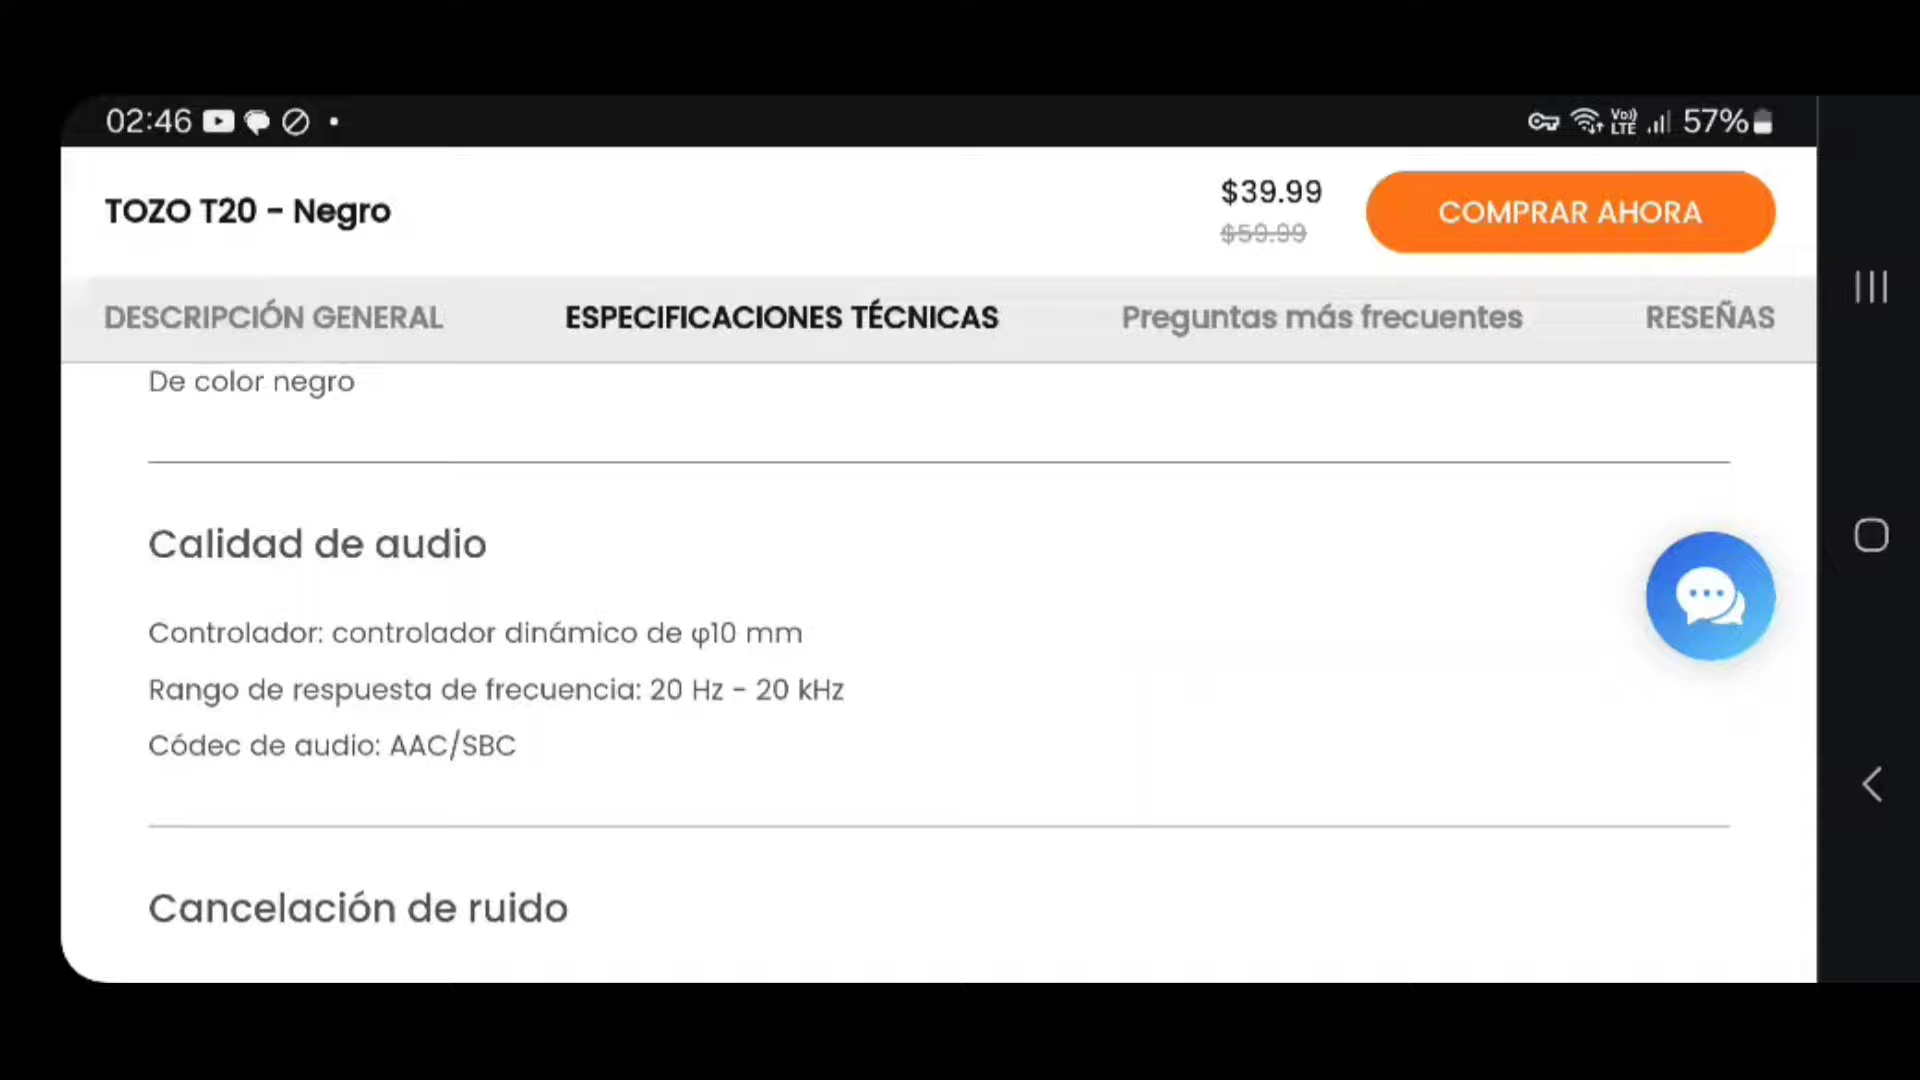 02:46
Vo)) LTE
57%
TOZO T20 - Negro
$39.99
$59.99
COMPRAR AHORA
DESCRIPCIÓN GENERAL
ESPECIFICACIONES TÉCNICAS
Preguntas más frecuentes
RESEÑAS
De color negro
Calidad de audio
Controlador: controlador dinámico de φ10 mm
Rango de respuesta de frecuencia: 20 Hz - 20 kHz
Códec de audio: AAC/SBC
Cancelación de ruido